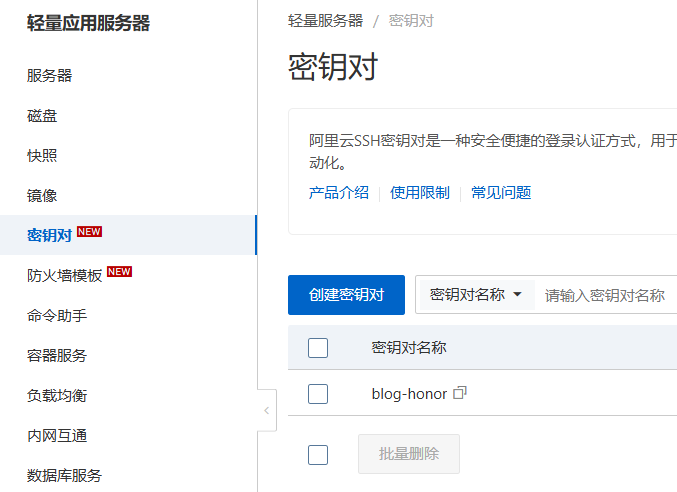 轻量应用服务器
服务器
磁盘
快照
镜像
密钥对 NEW
防火墙模板 NEW
命令助手
容器服务
负载均衡
内网互通
数据库服务
轻量服务器 / 密钥对
密钥对
阿里云SSH密钥对是一种安全便捷的登录认证方式，用于
动化。
产品介绍 使用限制 常见问题
创建密钥对 密钥对名称 请输入密钥对名称
密钥对名称
blog-honor
批量删除